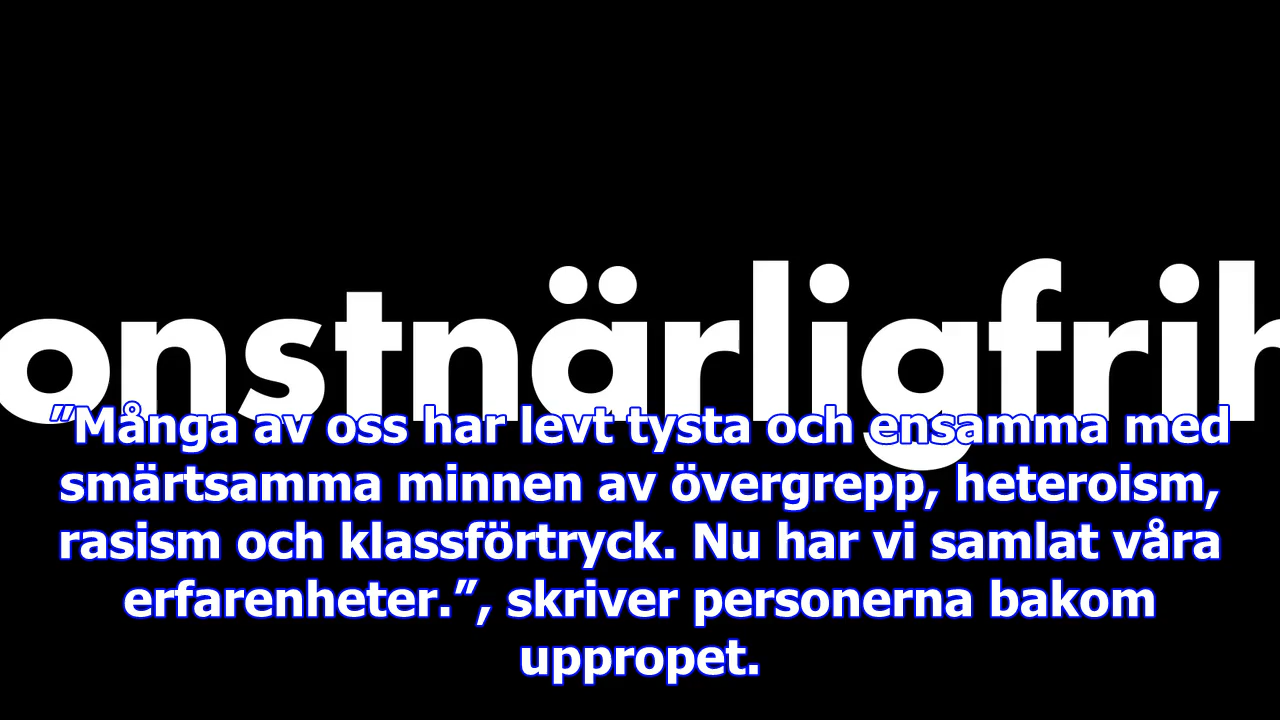 onstnärligfrih
”Många av oss har levt tysta och ensamma med
smärtsamma minnen av övergrepp, heteroism,
rasism och klassförtryck. Nu har vi samlat våra
erfarenheter.”, skriver personerna bakom
uppropet.